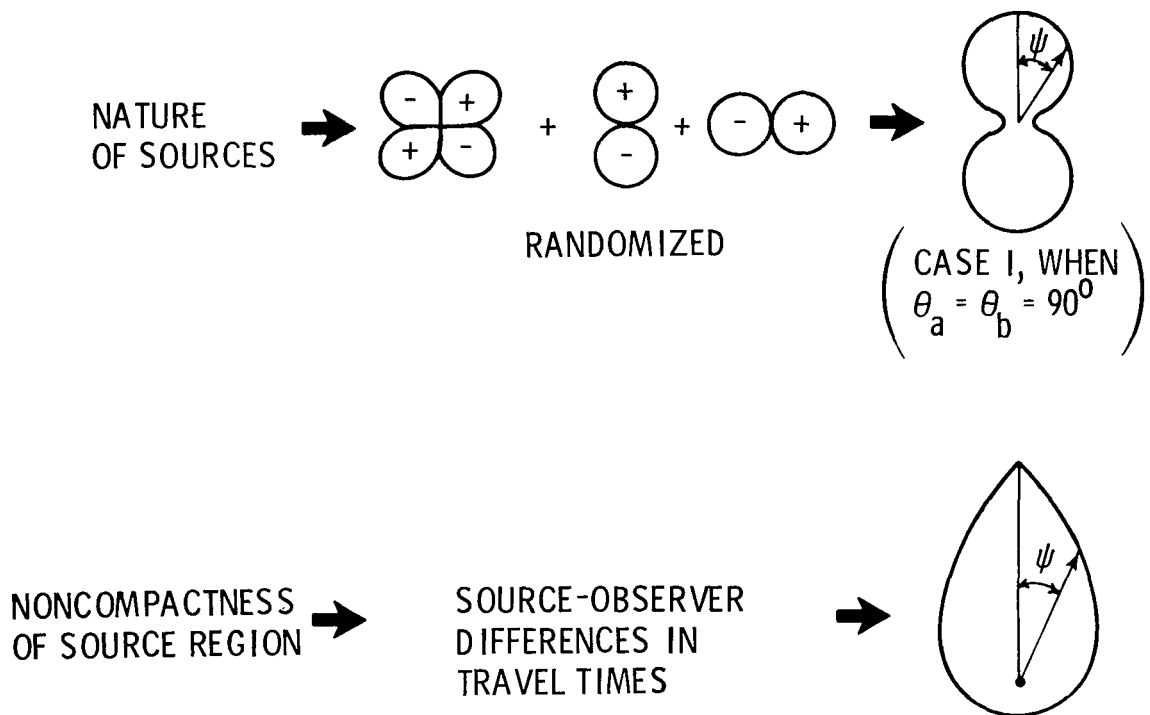 ψ
NATURE
OF SOURCES
- + + -
+
+ -
+
- +
RANDOMIZED
(CASE I, WHEN
θa = θb = 90°)
ψ
NONCOMPACTNESS
OF SOURCE REGION
SOURCE-OBSERVER
DIFFERENCES IN
TRAVEL TIMES